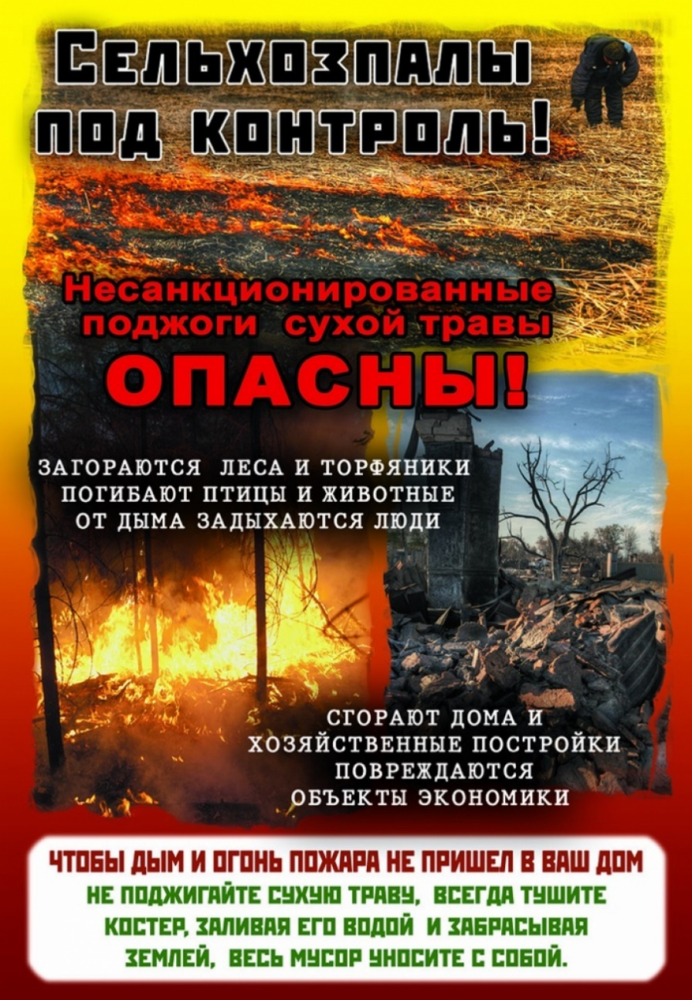 Сельхозпалы
под контроль!
Несанкционированные
поджоги сухой травы
ОПАСНЫ!
ЗАГОРАЮТСЯ ЛЕСА И ТОРФЯНИКИ
ПОГИБАЮТ ПТИЦЫ И ЖИВОТНЫЕ
ОТ ДЫМА ЗАДЫХАЮТСЯ ЛЮДИ
СГОРАЮТ ДОМА И
ХОЗЯЙСТВЕННЫЕ ПОСТРОЙКИ
ПОВРЕЖДАЮТСЯ
ОБЪЕКТЫ ЭКОНОМИКИ
ЧТОБЫ ДЫМ И ОГОНЬ ПОЖАРА НЕ ПРИШЕЛ В ВАШ ДОМ
НЕ ПОДЖИГАЙТЕ СУХУЮ ТРАВУ, ВСЕГДА ТУШИТЕ
КОСТЕР, ЗАЛИВАЯ ЕГО ВОДОЙ И ЗАБРАСЫВАЯ
ЗЕМЛЕЙ, ВЕСЬ МУСОР УНОСИТЕ С СОБОЙ.